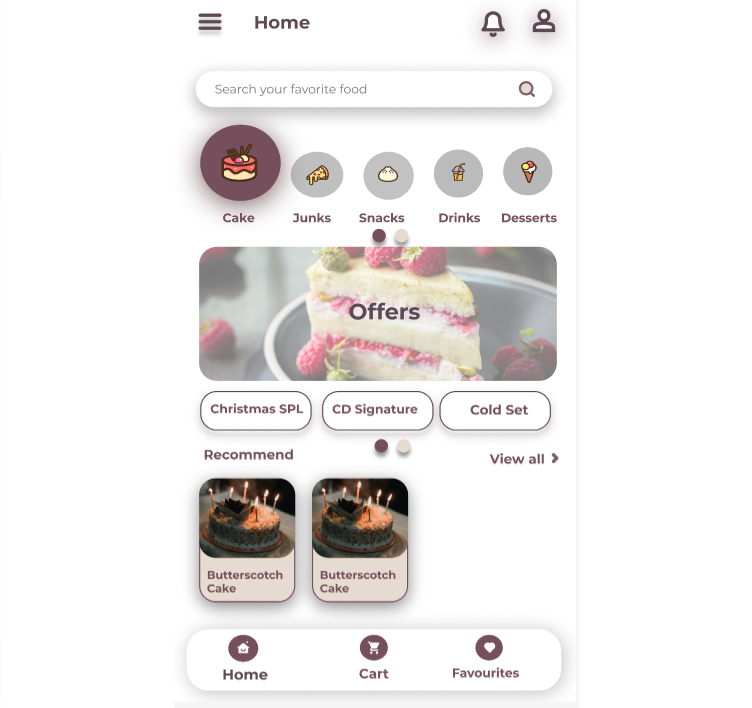 Home
Search your favorite food
Cake
Junks
Snacks
Drinks
Desserts
Offers
Christmas SPL
CD Signature
Cold Set
Recommend
View all
Butterscotch
Cake
Butterscotch
Cake
Home
Cart
Favourites